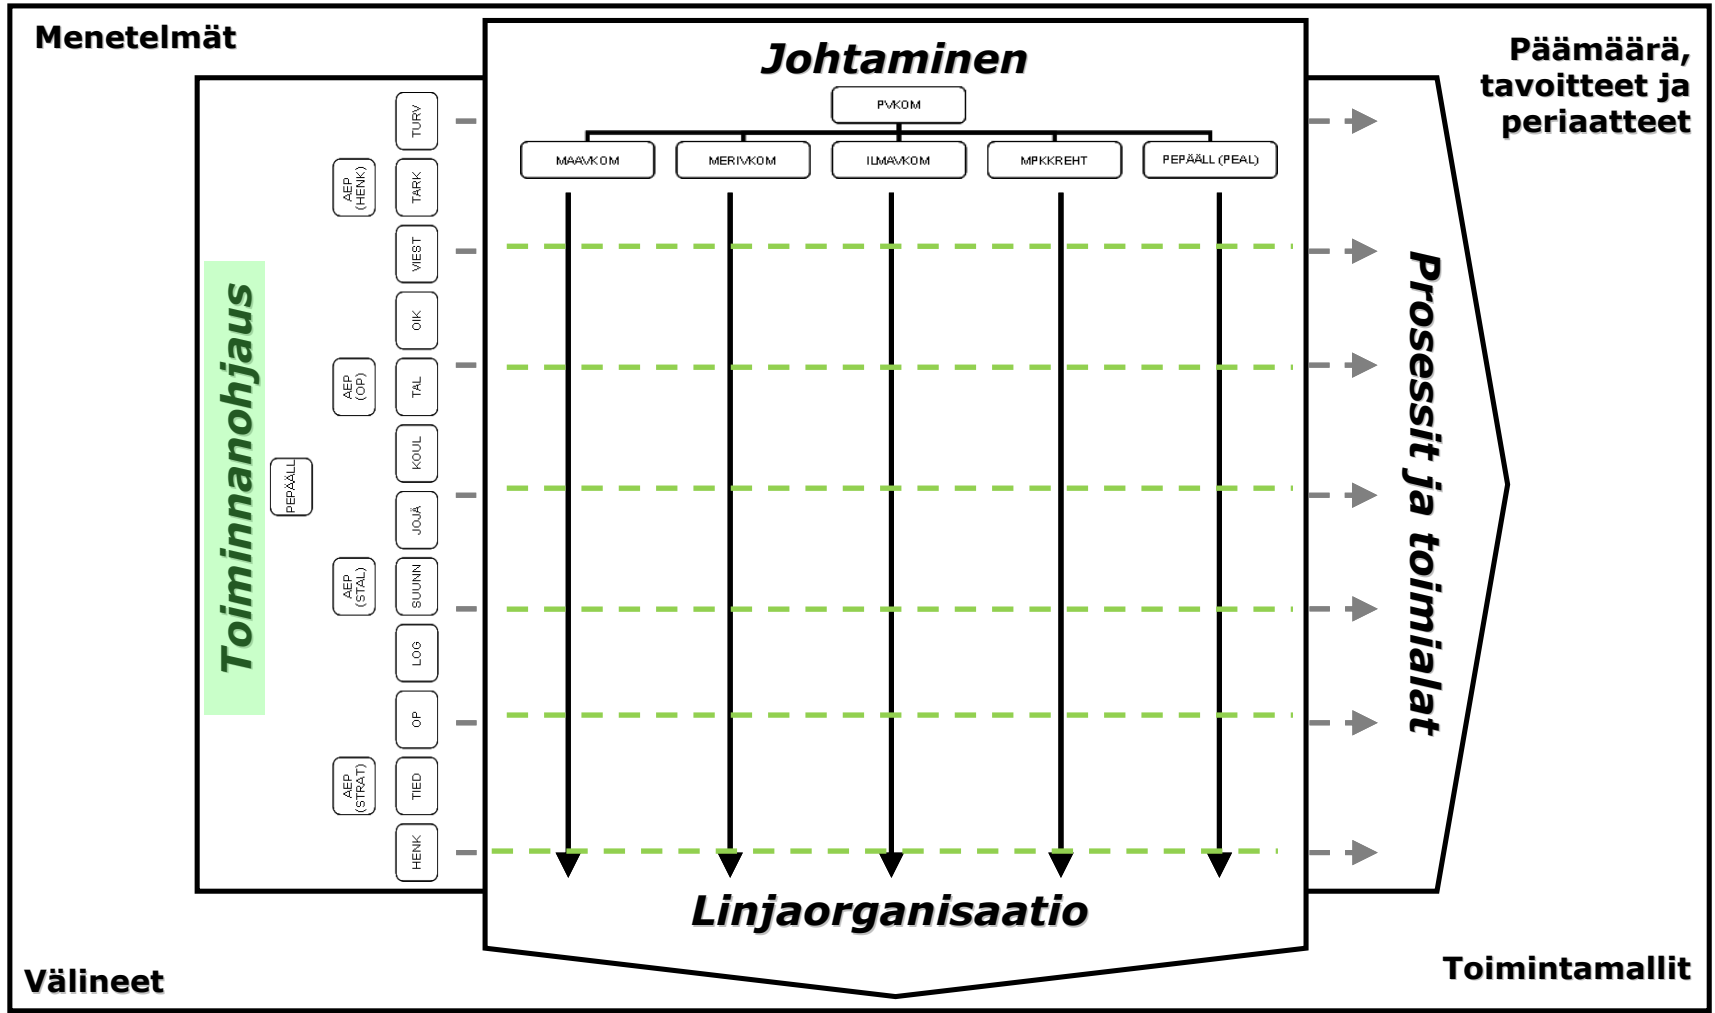 Menetelmät
Johtaminen
Päämäärä,
tavoitteet ja
periaatteet
PVKOM
MAAVKOM
MERIVKOM
ILMAVKOM
MPKKREHT
PEPÄÄLL (PEAL)
Toiminnanohjaus
PEPÄÄLL
AEP
(HENK)
AEP
(OP)
AEP
(STAL)
AEP
(STRAT)
TURV
TARK
VIEST
OIK
TAL
KOUL
JOJÄ
SUUNN
LOG
OP
TIED
HENK
Prosessit ja toimialat
Linjaorganisaatio
Välineet
Toimintamallit